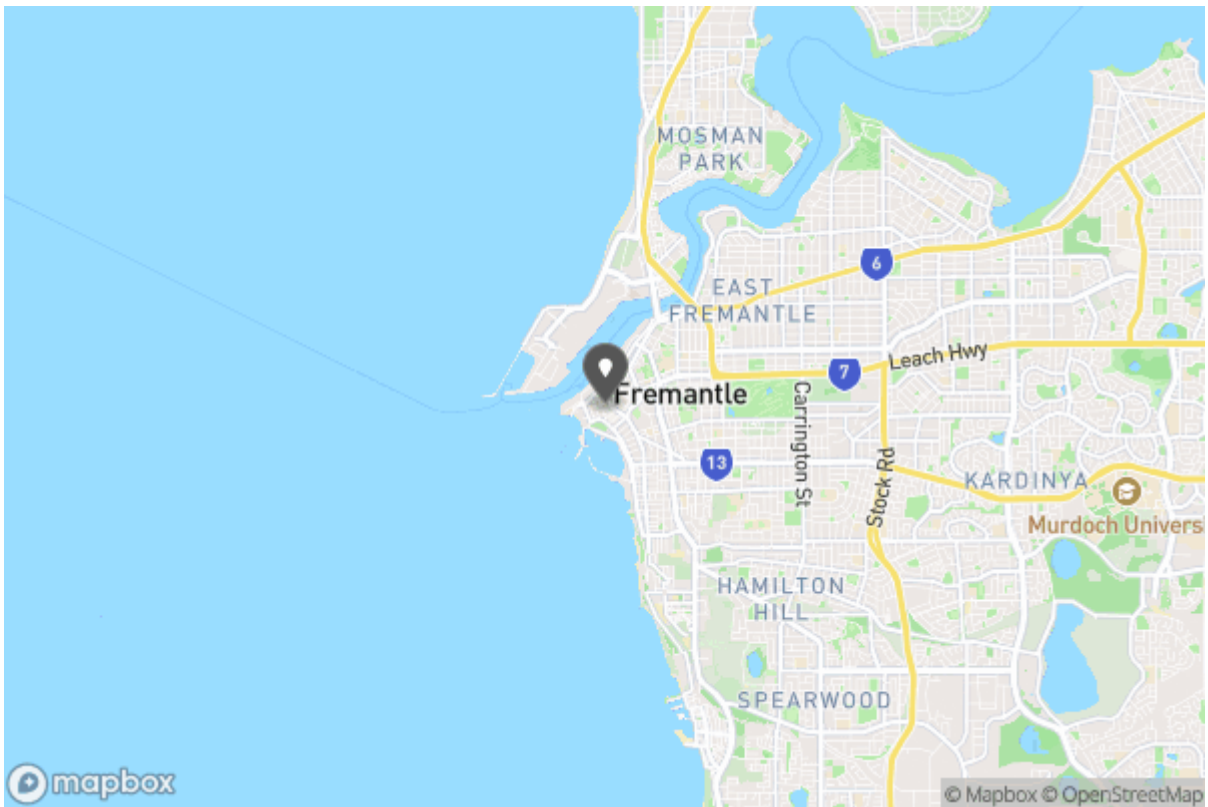 MOSMAN
PARK
6
EAST
FREMANTLE
Leach Hwy
7
Fremantle
Carrington St
13
KARDINYA
Stock Rd
Murdoch Universi
HAMILTON
HILL
SPEARWOOD
mapbox
© Mapbox © OpenStreetMap